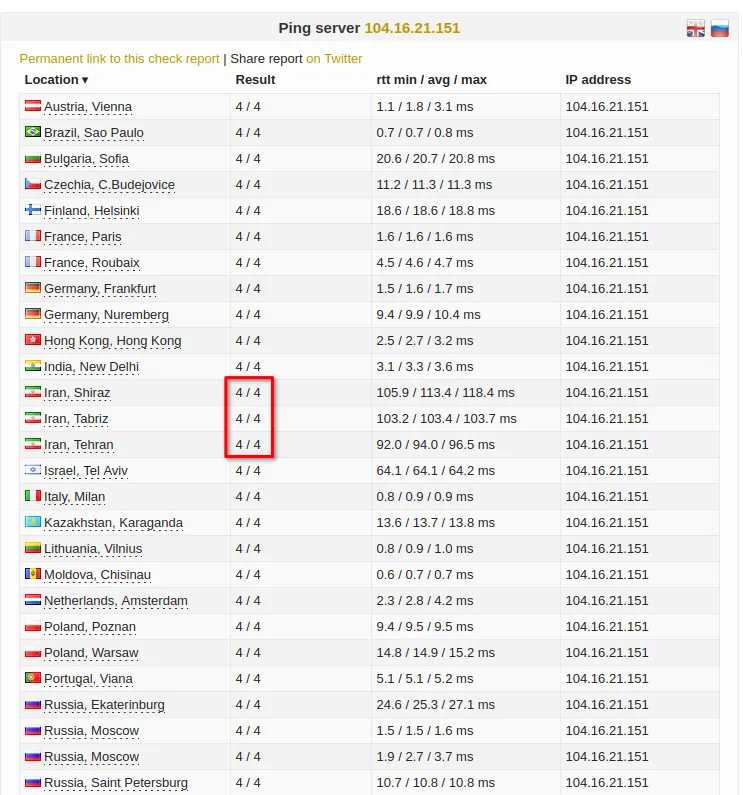 Ping server 104.16.21.151
Permanent link to this check report | Share report on Twitter
Location ▾ Result rtt min / avg / max IP address
Austria, Vienna 4 / 4 1.1 / 1.8 / 3.1 ms 104.16.21.151
Brazil, Sao Paulo 4 / 4 0.7 / 0.7 / 0.8 ms 104.16.21.151
Bulgaria, Sofia 4 / 4 20.6 / 20.7 / 20.8 ms 104.16.21.151
Czechia, C.Budejovice 4 / 4 11.2 / 11.3 / 11.3 ms 104.16.21.151
Finland, Helsinki 4 / 4 18.6 / 18.6 / 18.8 ms 104.16.21.151
France, Paris 4 / 4 1.6 / 1.6 / 1.6 ms 104.16.21.151
France, Roubaix 4 / 4 4.5 / 4.6 / 4.7 ms 104.16.21.151
Germany, Frankfurt 4 / 4 1.5 / 1.6 / 1.7 ms 104.16.21.151
Germany, Nuremberg 4 / 4 9.4 / 9.9 / 10.4 ms 104.16.21.151
Hong Kong, Hong Kong 4 / 4 2.5 / 2.7 / 3.2 ms 104.16.21.151
India, New Delhi 4 / 4 3.1 / 3.3 / 3.6 ms 104.16.21.151
Iran, Shiraz 4 / 4 105.9 / 113.4 / 118.4 ms 104.16.21.151
Iran, Tabriz 4 / 4 103.2 / 103.4 / 103.7 ms 104.16.21.151
Iran, Tehran 4 / 4 92.0 / 94.0 / 96.5 ms 104.16.21.151
Israel, Tel Aviv 4 / 4 64.1 / 64.1 / 64.2 ms 104.16.21.151
Italy, Milan 4 / 4 0.8 / 0.9 / 0.9 ms 104.16.21.151
Kazakhstan, Karaganda 4 / 4 13.6 / 13.7 / 13.8 ms 104.16.21.151
Lithuania, Vilnius 4 / 4 0.8 / 0.9 / 1.0 ms 104.16.21.151
Moldova, Chisinau 4 / 4 0.6 / 0.7 / 0.7 ms 104.16.21.151
Netherlands, Amsterdam 4 / 4 2.3 / 2.8 / 4.2 ms 104.16.21.151
Poland, Poznan 4 / 4 9.4 / 9.5 / 9.5 ms 104.16.21.151
Poland, Warsaw 4 / 4 14.8 / 14.9 / 15.2 ms 104.16.21.151
Portugal, Viana 4 / 4 5.1 / 5.1 / 5.2 ms 104.16.21.151
Russia, Ekaterinburg 4 / 4 24.6 / 25.3 / 27.1 ms 104.16.21.151
Russia, Moscow 4 / 4 1.5 / 1.5 / 1.6 ms 104.16.21.151
Russia, Moscow 4 / 4 1.9 / 2.7 / 3.7 ms 104.16.21.151
Russia, Saint Petersburg 4 / 4 10.7 / 10.8 / 10.8 ms 104.16.21.151